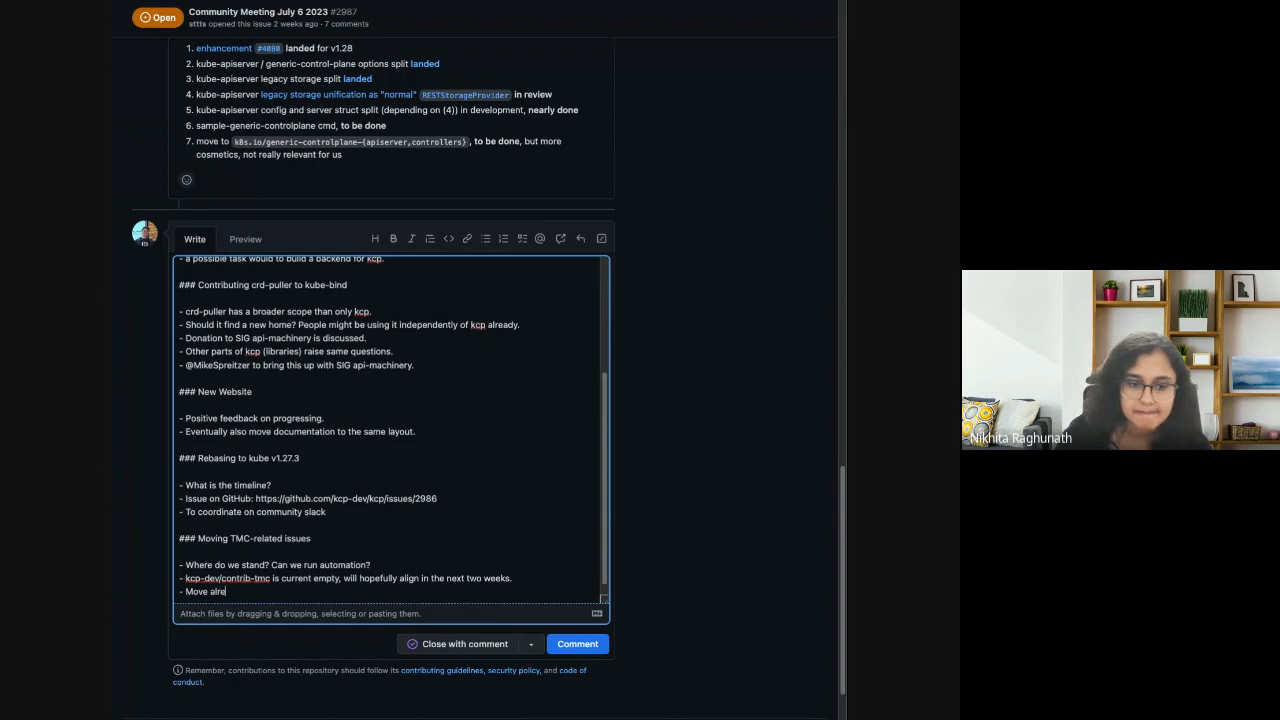 Open
Community Meeting July 6 2023 #2987
sttts opened this issue 2 weeks ago · 7 comments
1. enhancement #4080 landed for v1.28
2. kube-apiserver / generic-control-plane options split landed
3. kube-apiserver legacy storage split landed
4. kube-apiserver legacy storage unification as "normal" RESTStorageProvider in review
5. kube-apiserver config and server struct split (depending on (4)) in development, nearly done
6. sample-generic-controlplane cmd, to be done
7. move to k8s.io/generic-controlplane-{apiserver,controllers}, to be done, but more
cosmetics, not really relevant for us
Write Preview
- a possible task would to build a backend for kcp.
### Contributing crd-puller to kube-bind
- crd-puller has a broader scope than only kcp.
- Should it find a new home? People might be using it independently of kcp already.
- Donation to SIG api-machinery is discussed.
- Other parts of kcp (libraries) raise same questions.
- @MikeSpreitzer to bring this up with SIG api-machinery.
### New Website
- Positive feedback on progressing.
- Eventually also move documentation to the same layout.
### Rebasing to kube v1.27.3
- What is the timeline?
- Issue on GitHub: https://github.com/kcp-dev/kcp/issues/2986
- To coordinate on community slack
### Moving TMC-related issues
- Where do we stand? Can we run automation?
- kcp-dev/contrib-tmc is current empty, will hopefully align in the next two weeks.
- Move alre
Attach files by dragging & dropping, selecting or pasting them.
Close with comment Comment
Remember, contributions to this repository should follow its contributing guidelines, security policy, and code of
conduct.
Nikhita Raghunath